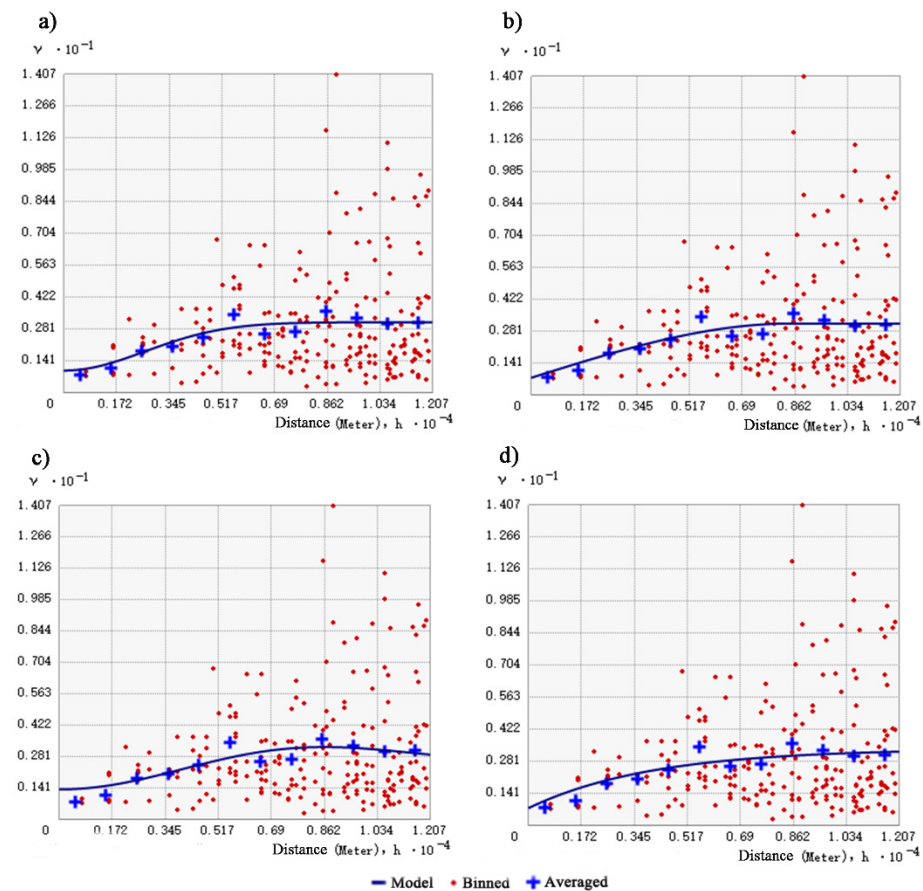 a)
γ · 10⁻¹
1.407
1.266
1.126
0.985
0.844
0.704
0.563
0.422
0.281
0.141
0 0.172 0.345 0.517 0.69 0.862 1.034 1.207
Distance (Meter), h · 10⁻⁴
b)
γ · 10⁻¹
1.407
1.266
1.126
0.985
0.844
0.704
0.563
0.422
0.281
0.141
0 0.172 0.345 0.517 0.69 0.862 1.034 1.207
Distance (Meter), h · 10⁻⁴
c)
γ · 10⁻¹
1.407
1.266
1.126
0.985
0.844
0.704
0.563
0.422
0.281
0.141
0 0.172 0.345 0.517 0.69 0.862 1.034 1.207
Distance (Meter), h · 10⁻⁴
d)
γ · 10⁻¹
1.407
1.266
1.126
0.985
0.844
0.704
0.563
0.422
0.281
0.141
0 0.172 0.345 0.517 0.669 0.862 1.034 1.207
Distance (Meter), h · 10⁻⁴
Model Binned Averaged